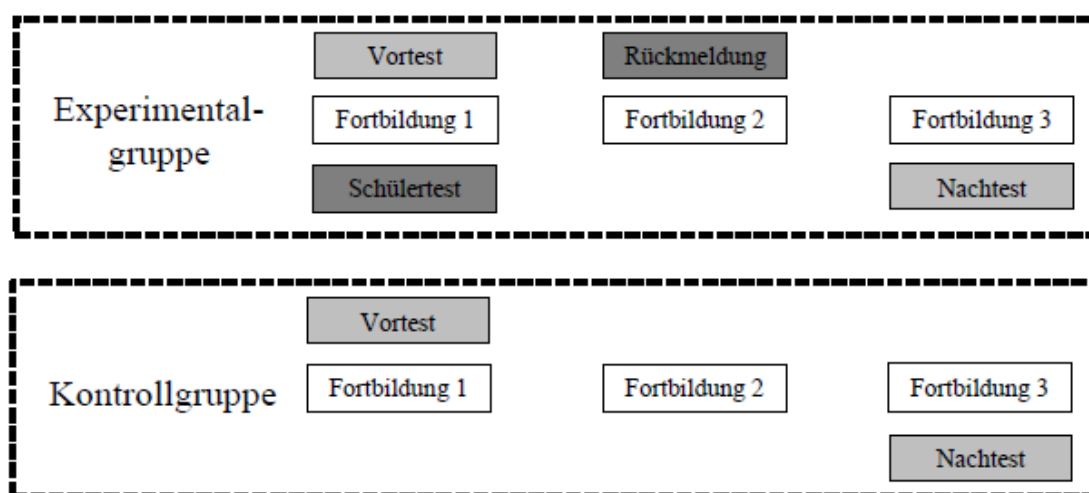 Vortest Rückmeldung
Experimental-
gruppe
Fortbildung 1 Fortbildung 2 Fortbildung 3
Schülertest Nachtest
Vortest
Kontrollgruppe
Fortbildung 1 Fortbildung 2 Fortbildung 3
Nachtest